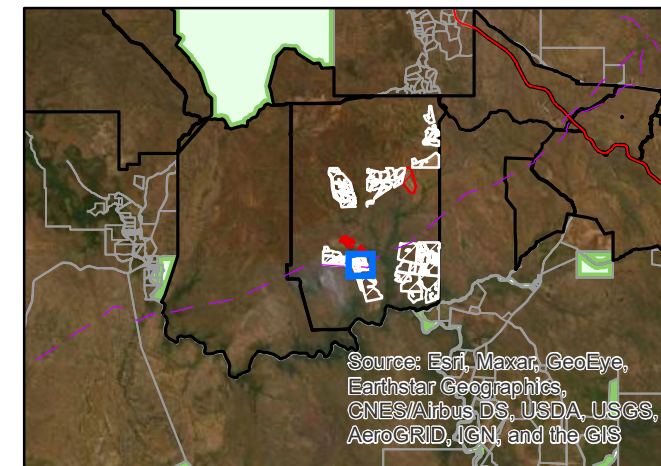 Source: Esri, Maxar, GeoEye,
Earthstar Geographics,
CNES/Airbus DS, USDA, USGS,
AeroGRID, IGN, and the GIS